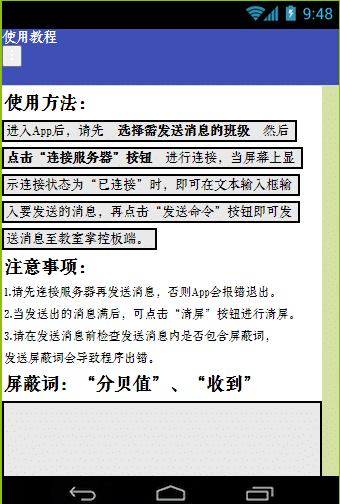 9:48
使用教程
使用方法：
进入App后，请先 选择需发送消息的班级 然后
点击“连接服务器”按钮 进行连接，当屏幕上显
示连接状态为“已连接”时，即可在文本输入框输
入要发送的消息，再点击“发送命令”按钮即可发
送消息至教室掌控板端。
注意事项：
1.请先连接服务器再发送消息，否则App会报错退出。
2.当发送出的消息满后，可点击“清屏”按钮进行清屏。
3.请在发送消息前检查发送消息内是否包含屏蔽词，
发送屏蔽词会导致程序出错。
屏蔽词：“分贝值”、“收到”